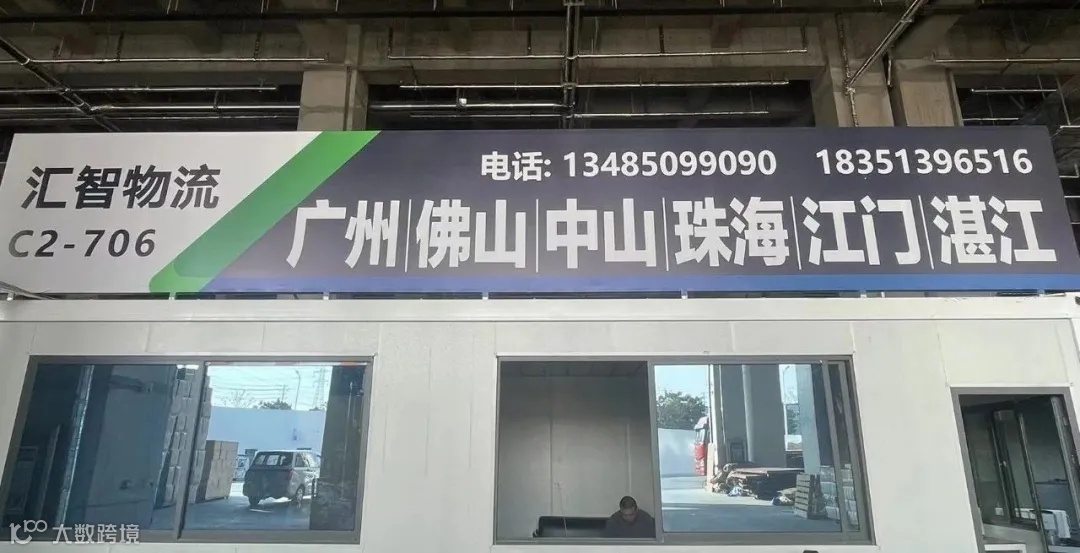 汇智物流
C2-706
电话: 13485099090 18351396516
广州|佛山|中山|珠海|江门|湛江
大数跨境